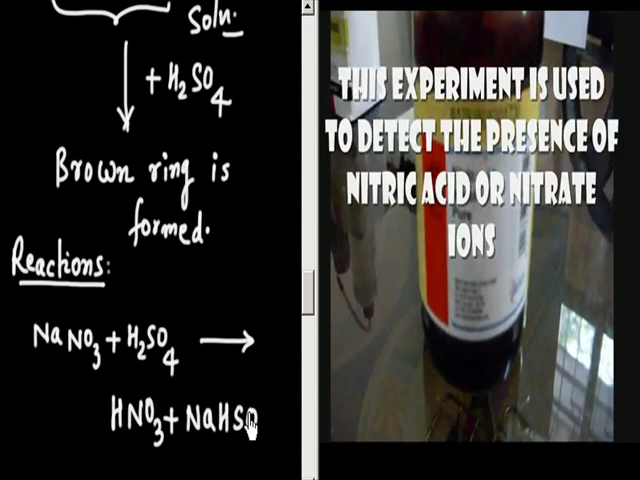 Soln:
+ H2SO4
Brown ring is
formed.
Reactions:
NaNO3 + H2SO4 →
HNO3 + NaHSO
THIS EXPERIMENT IS USED
TO DETECT THE PRESENCE OF
NITRIC ACID OR NITRATE
IONS
Pure